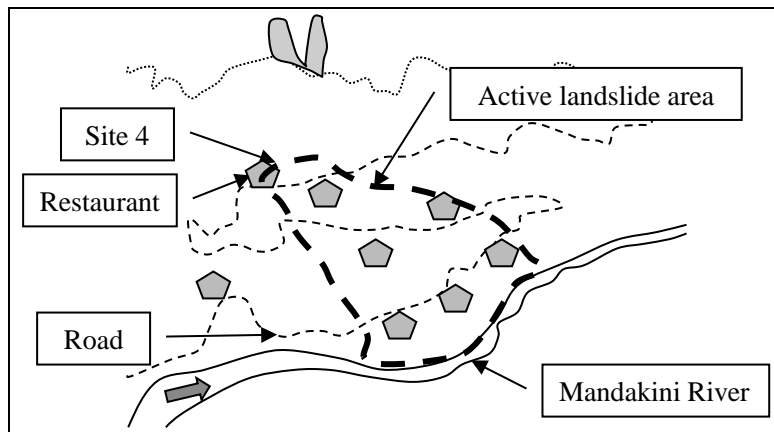 Active landslide area
Site 4
Restaurant
Road
Mandakini River